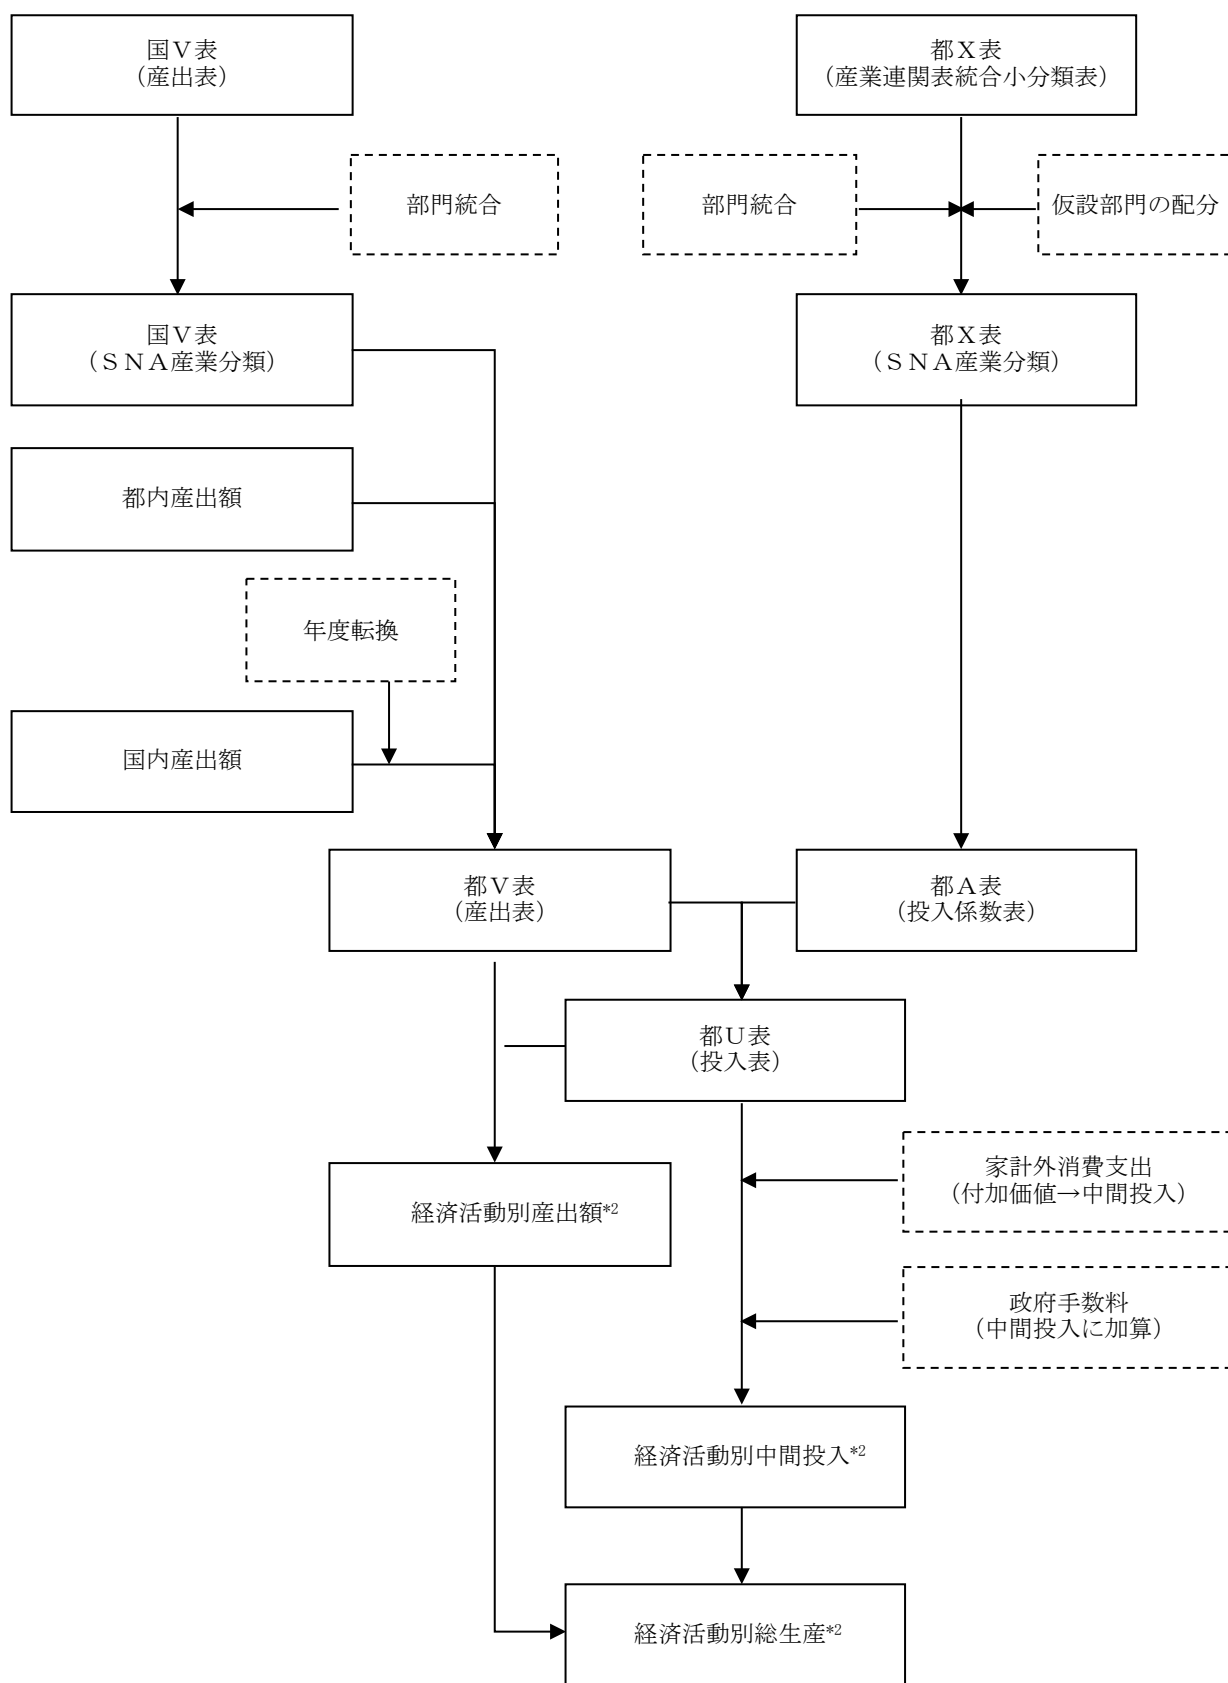 国Ｖ表
（産出表）
都Ｘ表
（産業連関表統合小分類表）
部門統合
部門統合
仮設部門の配分
国Ｖ表
（ＳＮＡ産業分類）
都Ｘ表
（ＳＮＡ産業分類）
都内産出額
年度転換
国内産出額
都Ｖ表
（産出表）
都Ａ表
（投入係数表）
都Ｕ表
（投入表）
家計外消費支出
（付加価値→中間投入）
経済活動別産出額*2
政府手数料
（中間投入に加算）
経済活動別中間投入*2
経済活動別総生産*2